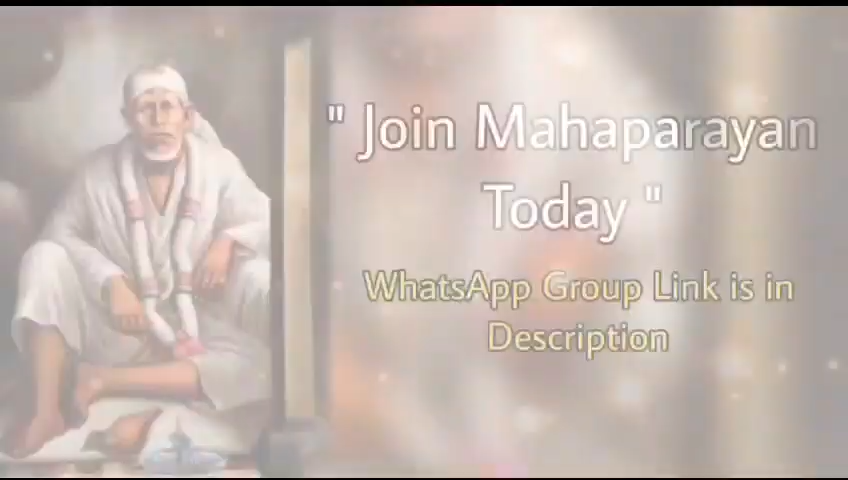 " Join Mahaparayan
Today "
WhatsApp Group Link is in
Description